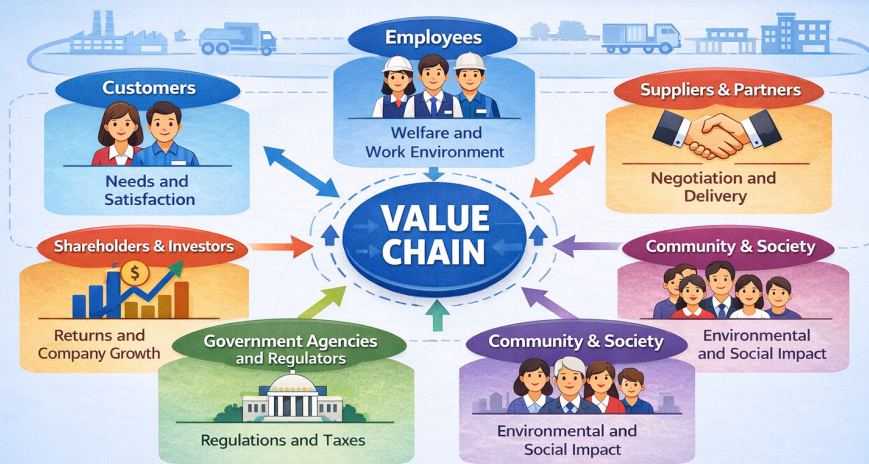 Employees
Welfare and
Work Environment
Customers
Needs and
Satisfaction
Suppliers & Partners
Negotiation and
Delivery
VALUE
CHAIN
Shareholders & Investors
$
Returns and
Company Growth
Community & Society
Environmental
and Social Impact
Government Agencies
and Regulators
Regulations and Taxes
Community & Society
Environmental and
Social Impact